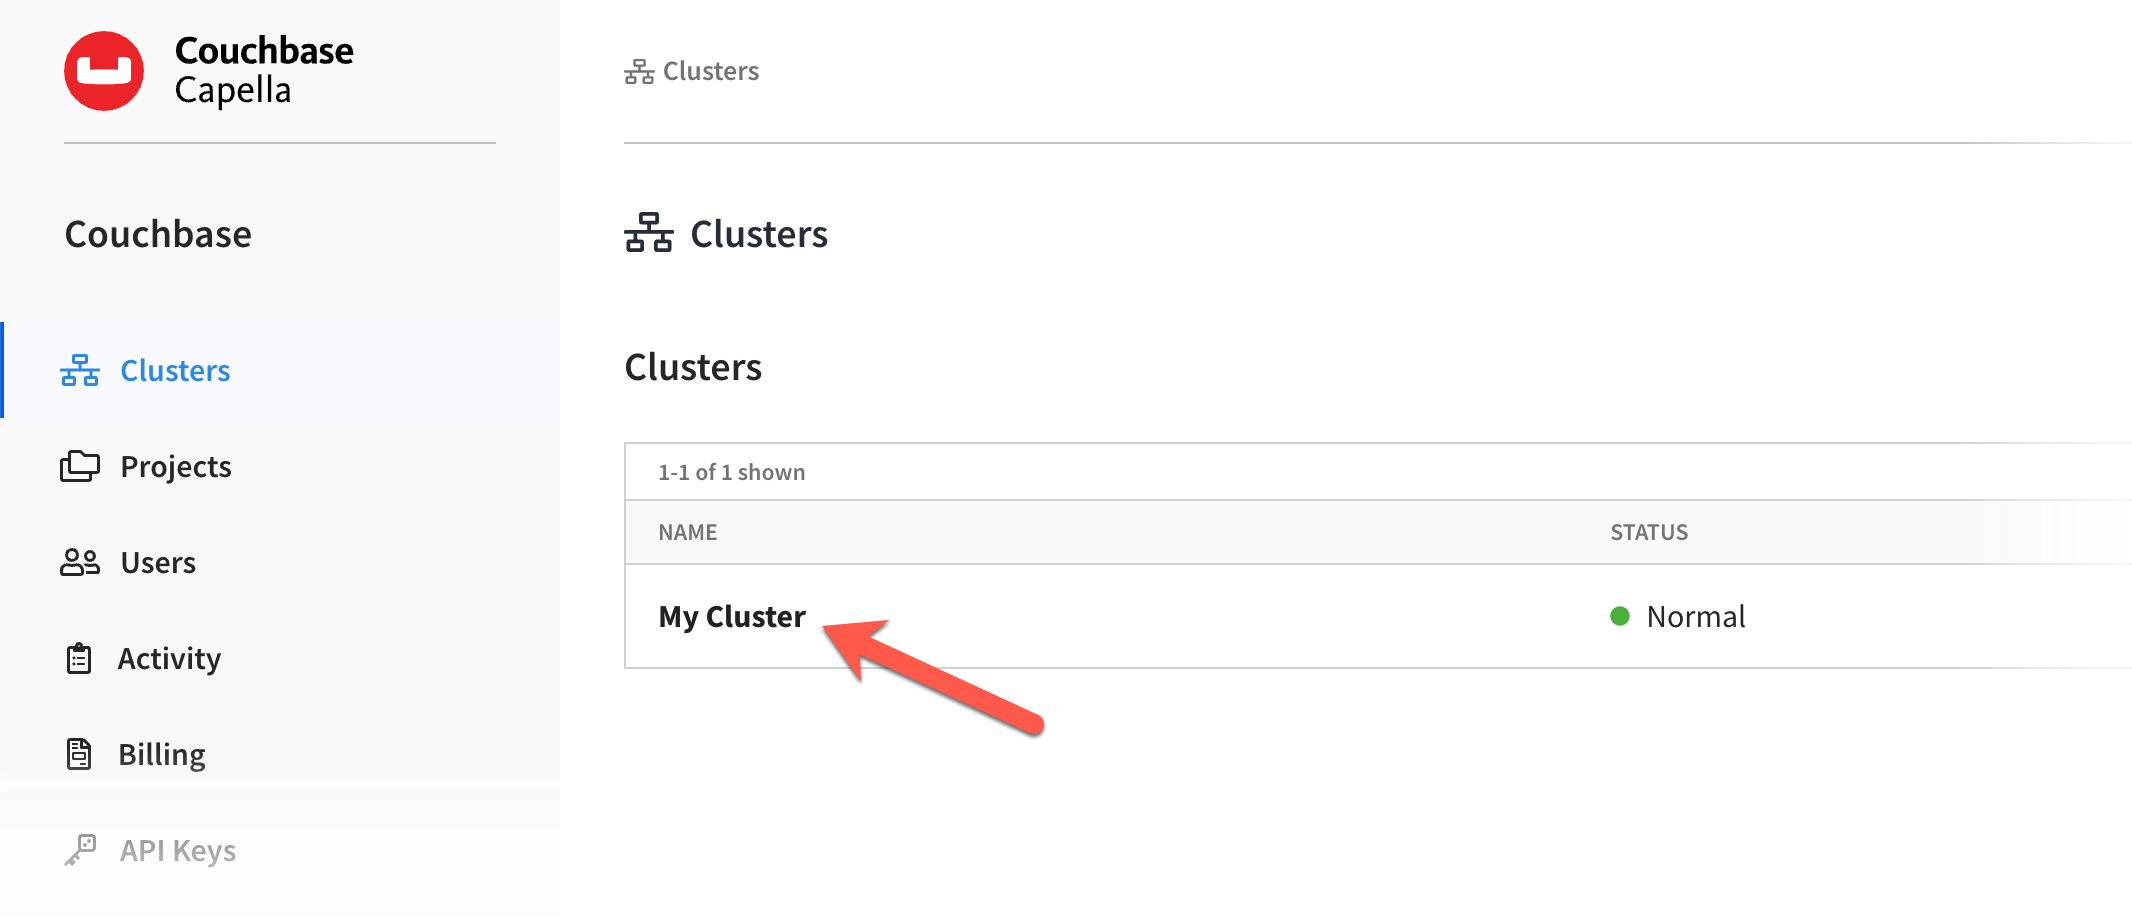 Couchbase
Capella
Couchbase
Clusters
Projects
Users
Activity
Billing
API Keys
Clusters
Clusters
Clusters
1-1 of 1 shown
NAME STATUS
My Cluster Normal